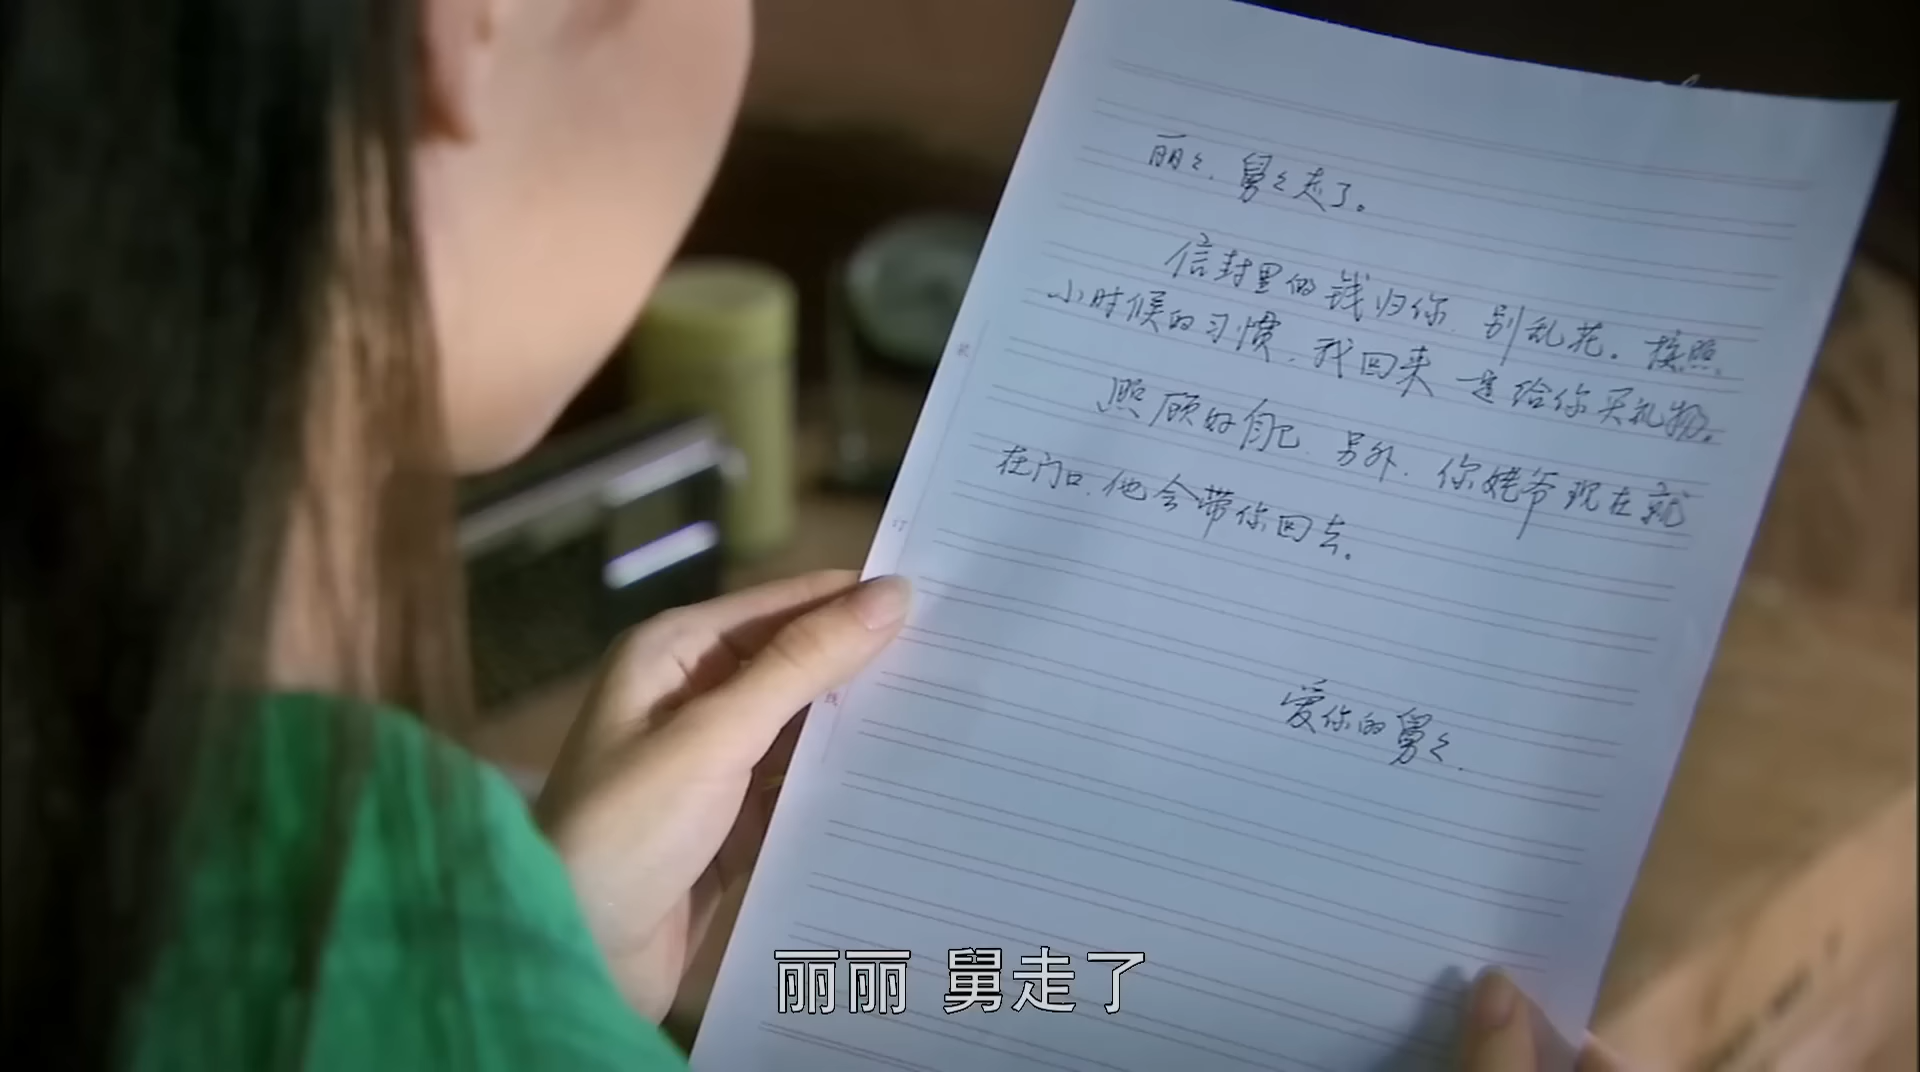 丽々，舅々走了。
信封里的钱归你，别乱花。按照
小时候的习惯，我回来一定给你买礼物。
照顾好自己，另外，你姥爷现在就
在门口，他会带你回去。
爱你的舅々．
装
订
线
丽丽 舅走了